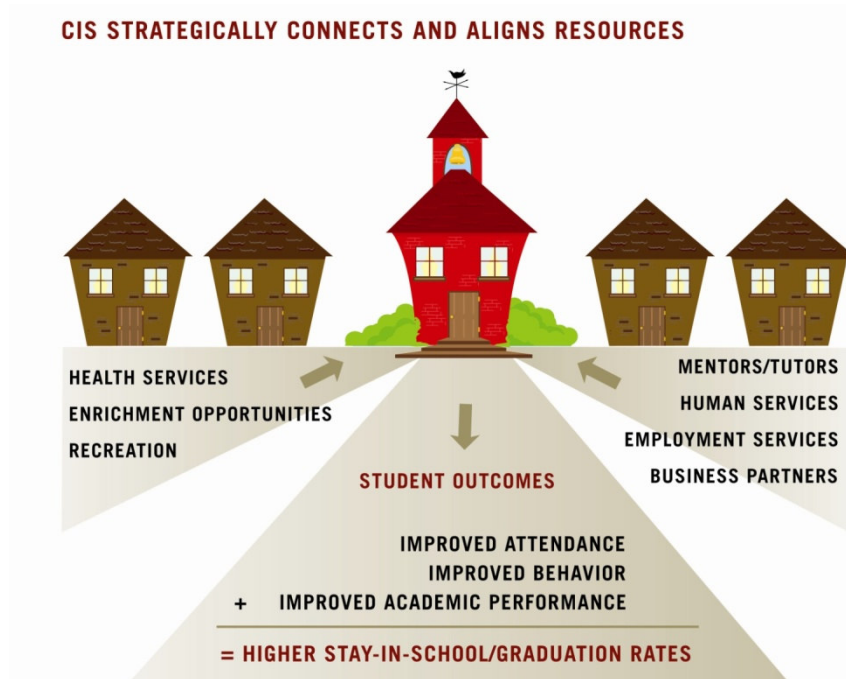 CIS STRATEGICALLY CONNECTS AND ALIGNS RESOURCES
HEALTH SERVICES
ENRICHMENT OPPORTUNITIES
RECREATION
MENTORS/TUTORS
HUMAN SERVICES
EMPLOYMENT SERVICES
BUSINESS PARTNERS
STUDENT OUTCOMES
IMPROVED ATTENDANCE
IMPROVED BEHAVIOR
+ IMPROVED ACADEMIC PERFORMANCE
= HIGHER STAY-IN-SCHOOL/GRADUATION RATES